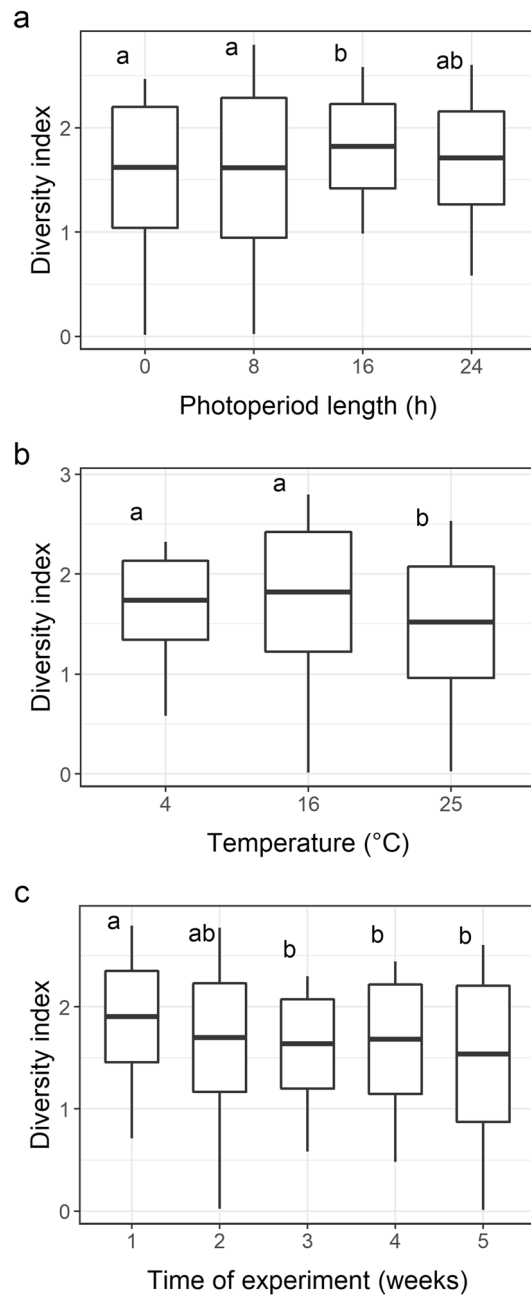 a
a a b ab
2
1
0
Diversity index
0 8 16 24
Photoperiod length (h)
b
3
a a b
2
1
0
Diversity index
4 16 25
Temperature (°C)
c
a ab b b b
2
1
0
Diversity index
1 2 3 4 5
Time of experiment (weeks)